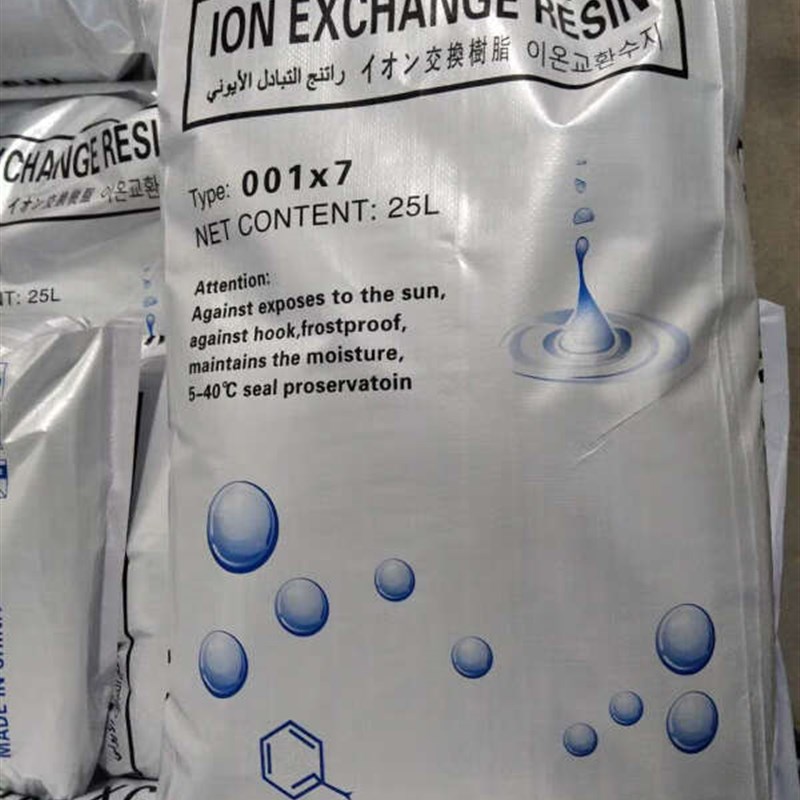 ION EXCHANGE RESIN
راتنج التبادل الأيوني イオン交換樹脂 이온교환수지
Type: 001x7
NET CONTENT: 25L
Attention:
Against exposes to the sun,
against hook,frostproof,
maintains the moisture,
5-40℃ seal proservatoin
CHANGE RESI
イオン交換樹脂 이온교환
NT: 25L
MADE IN CHINA